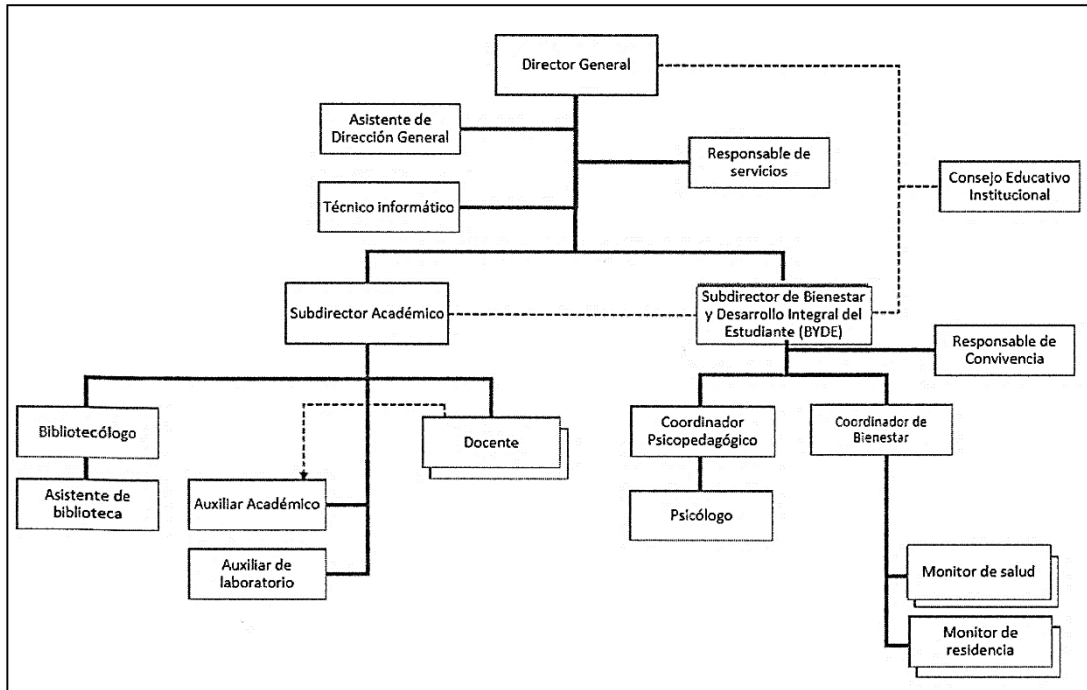 Director General
Asistente de
Dirección General
Responsable de
servicios
Consejo Educativo
Institucional
Técnico informático
Subdirector Académico
Subdirector de Bienestar
y Desarrollo Integral del
Estudiante (BYDE)
Responsable de
Convivencia
Bibliotecólogo
Docente
Coordinador
Psicopedagógico
Coordinador de
Bienestar
Asistente de
biblioteca
Auxiliar Académico
Psicólogo
Auxiliar de
laboratorio
Monitor de salud
Monitor de
residencia